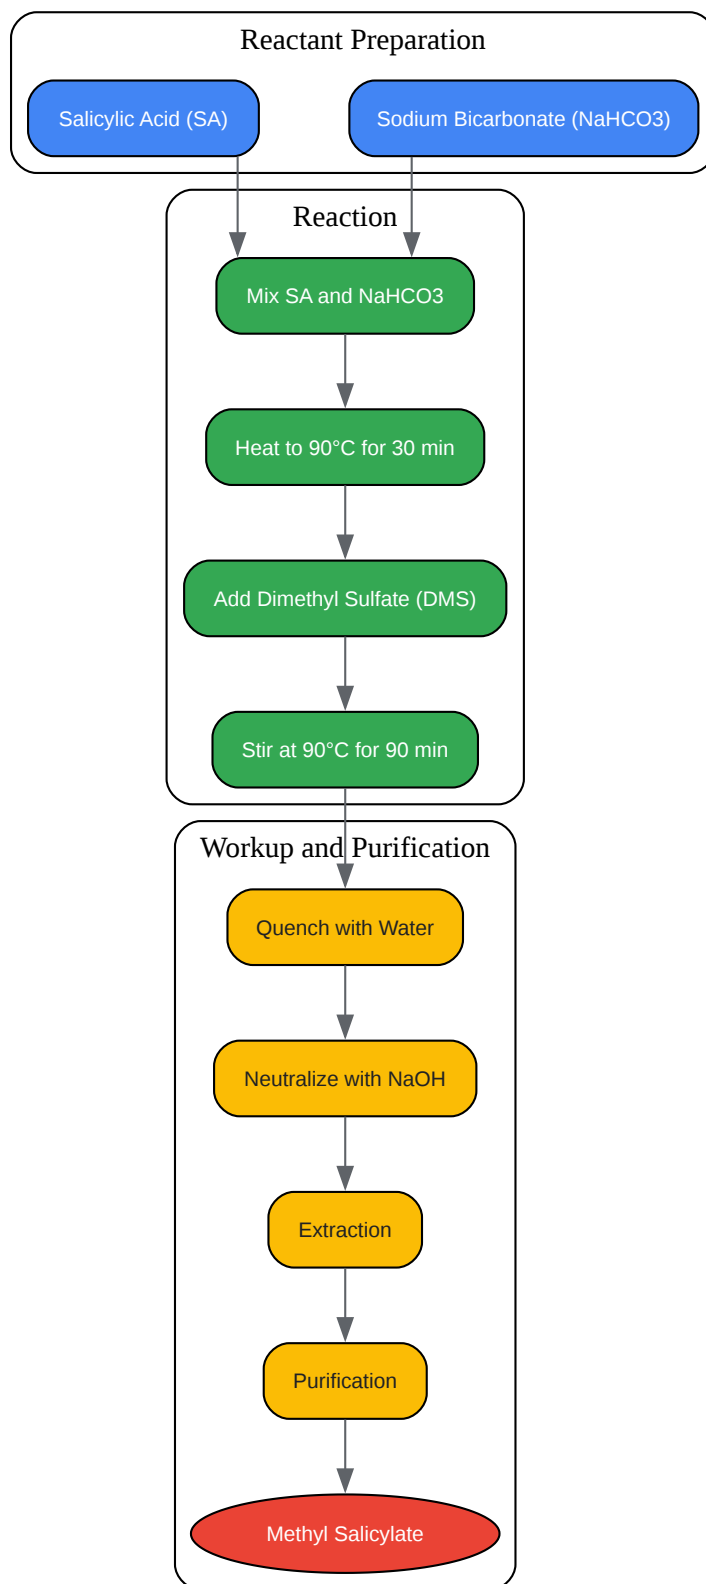 Reactant Preparation
Salicylic Acid (SA)
Sodium Bicarbonate (NaHCO3)
Reaction
Mix SA and NaHCO3
Heat to 90°C for 30 min
Add Dimethyl Sulfate (DMS)
Stir at 90°C for 90 min
Workup and Purification
Quench with Water
Neutralize with NaOH
Extraction
Purification
Methyl Salicylate